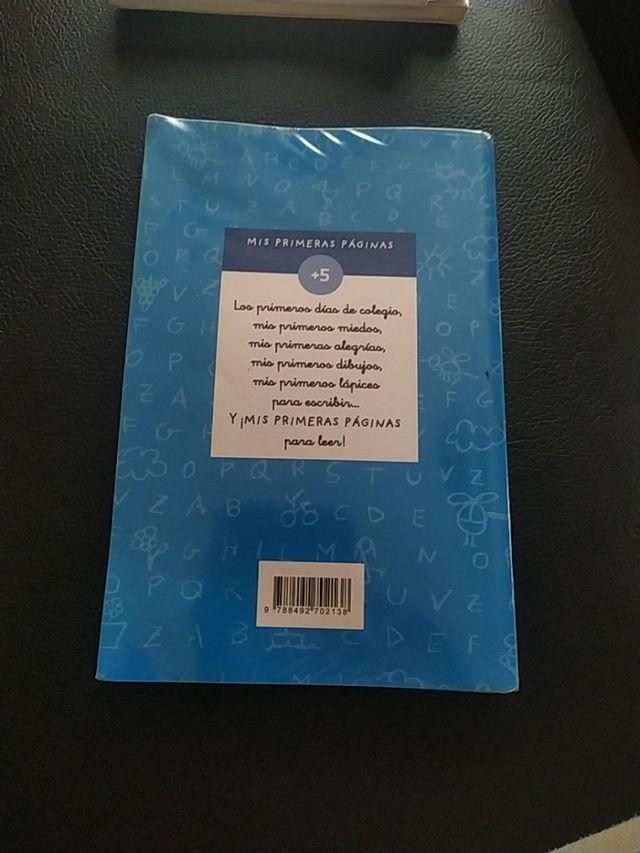 MIS PRIMERAS PÁGINAS
+5
Los primeros días de colegio,
mis primeros miedos,
mis primeras alegrías,
mis primeros dibujos,
mis primeros lápices
para escribir...
Y ¡MIS PRIMERAS PÁGINAS
para leer!
O P Q R S T U V Z
Z A B C D E
9 788492 702138
Z A B C D E F